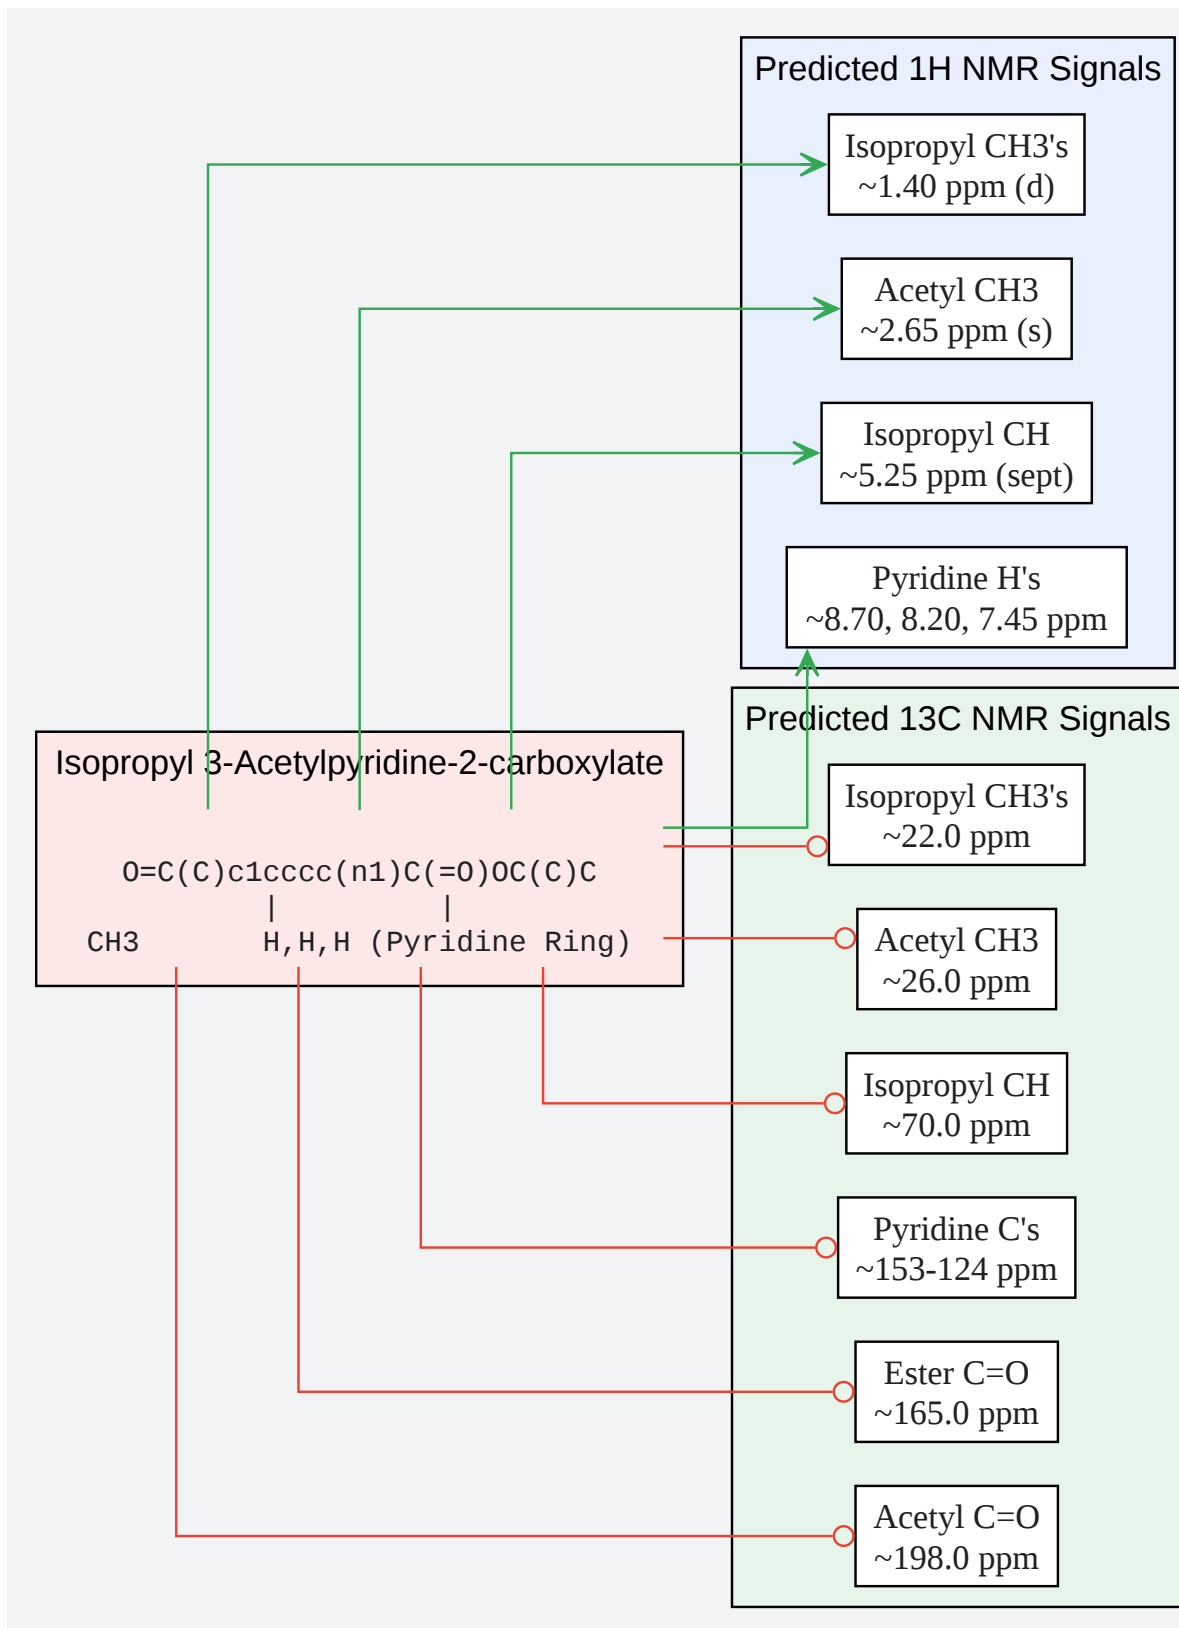 Predicted 1H NMR Signals
Isopropyl CH3's
~1.40 ppm (d)
Acetyl CH3
~2.65 ppm (s)
Isopropyl CH
~5.25 ppm (sept)
Pyridine H's
~8.70, 8.20, 7.45 ppm
Isopropyl 3-Acetylpyridine-2-carboxylate
O=C(C)c1cccc(n1)C(=O)OC(C)C
|         |
CH3       H,H,H (Pyridine Ring)
Predicted 13C NMR Signals
Isopropyl CH3's
~22.0 ppm
Acetyl CH3
~26.0 ppm
Isopropyl CH
~70.0 ppm
Pyridine C's
~153-124 ppm
Ester C=O
~165.0 ppm
Acetyl C=O
~198.0 ppm